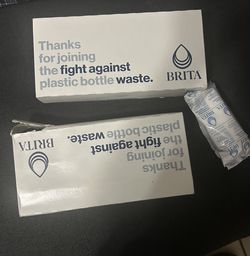 Thanks
for joining
the fight against
plastic bottle waste.
BRITA
Thanks
for joining
the fight against
plastic bottle waste.
BRITA